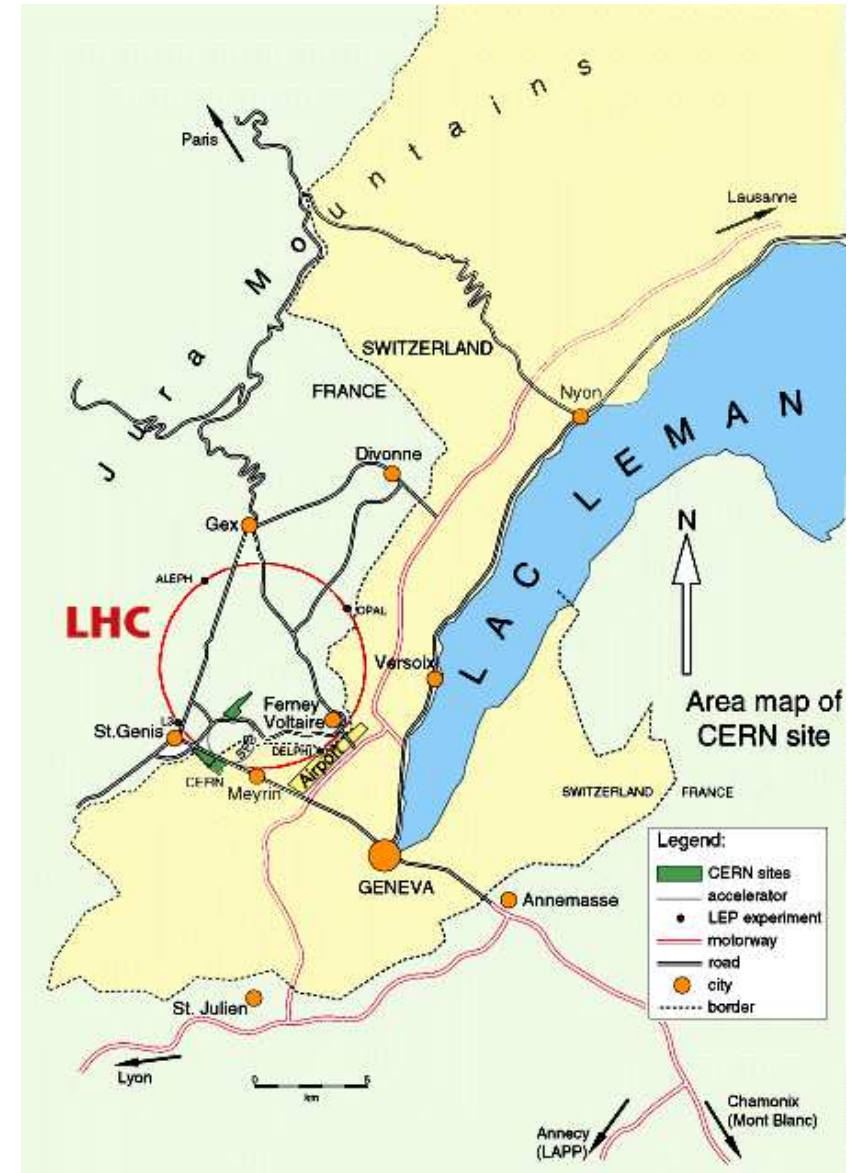 Jura Mountains
Paris
Lausanne
SWITZERLAND
FRANCE
Nyon
Divonne
LAC LEMAN
Gex
N
ALEPH
OPAL
LHC
Versoix
Area map of
CERN site
Ferney
Voltaire
L3
St.Genis
SPS
DELPHI
Airport
CERN
Meyrin
SWITZERLAND
FRANCE
GENEVA
Annemasse
Legend:
CERN sites
accelerator
LEP experiment
motorway
road
city
border
St. Julien
Lyon
0
5
km
Chamonix
(Mont Blanc)
Annecy
(LAPP)